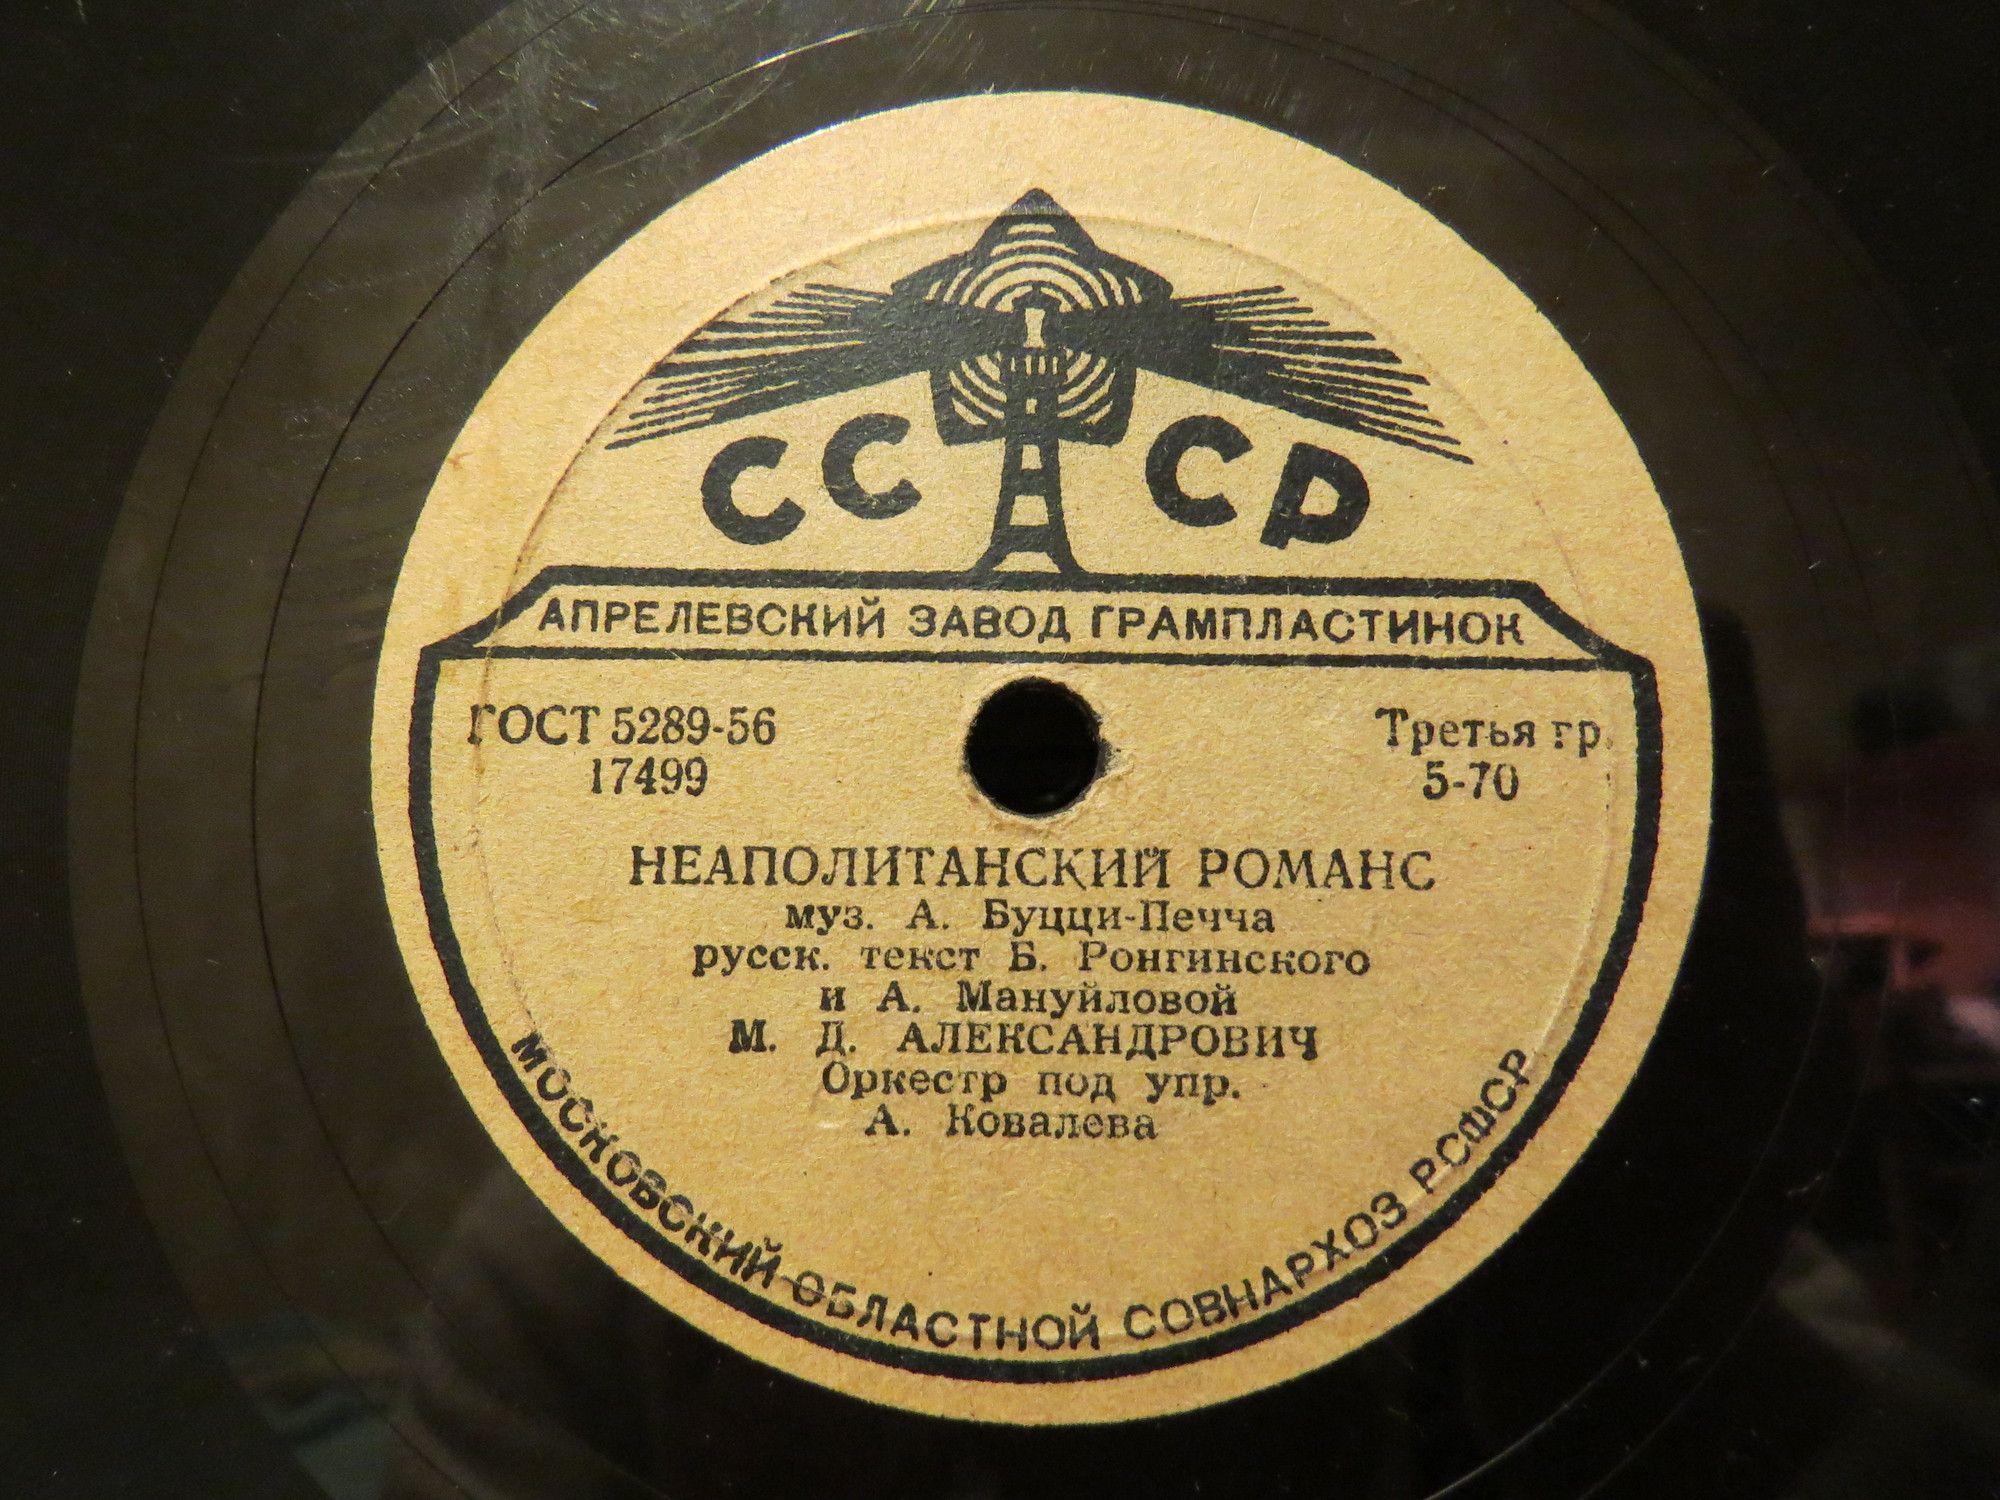 СССР
АПРЕЛЕВСКИЙ ЗАВОД ГРАМПЛАСТИНОК
ГОСТ 5289-56
17499
Третья гр.
5-70
НЕАПОЛИТАНСКИЙ РОМАНС
муз. А. Буцци-Печча
русск. текст Б. Ронгинского
и А. Мануйловой
М. Д. АЛЕКСАНДРОВИЧ
Оркестр под упр.
А. Ковалева
МОСКОВСКИЙ ОБЛАСТНОЙ СОВНАРХОЗ РСФСР